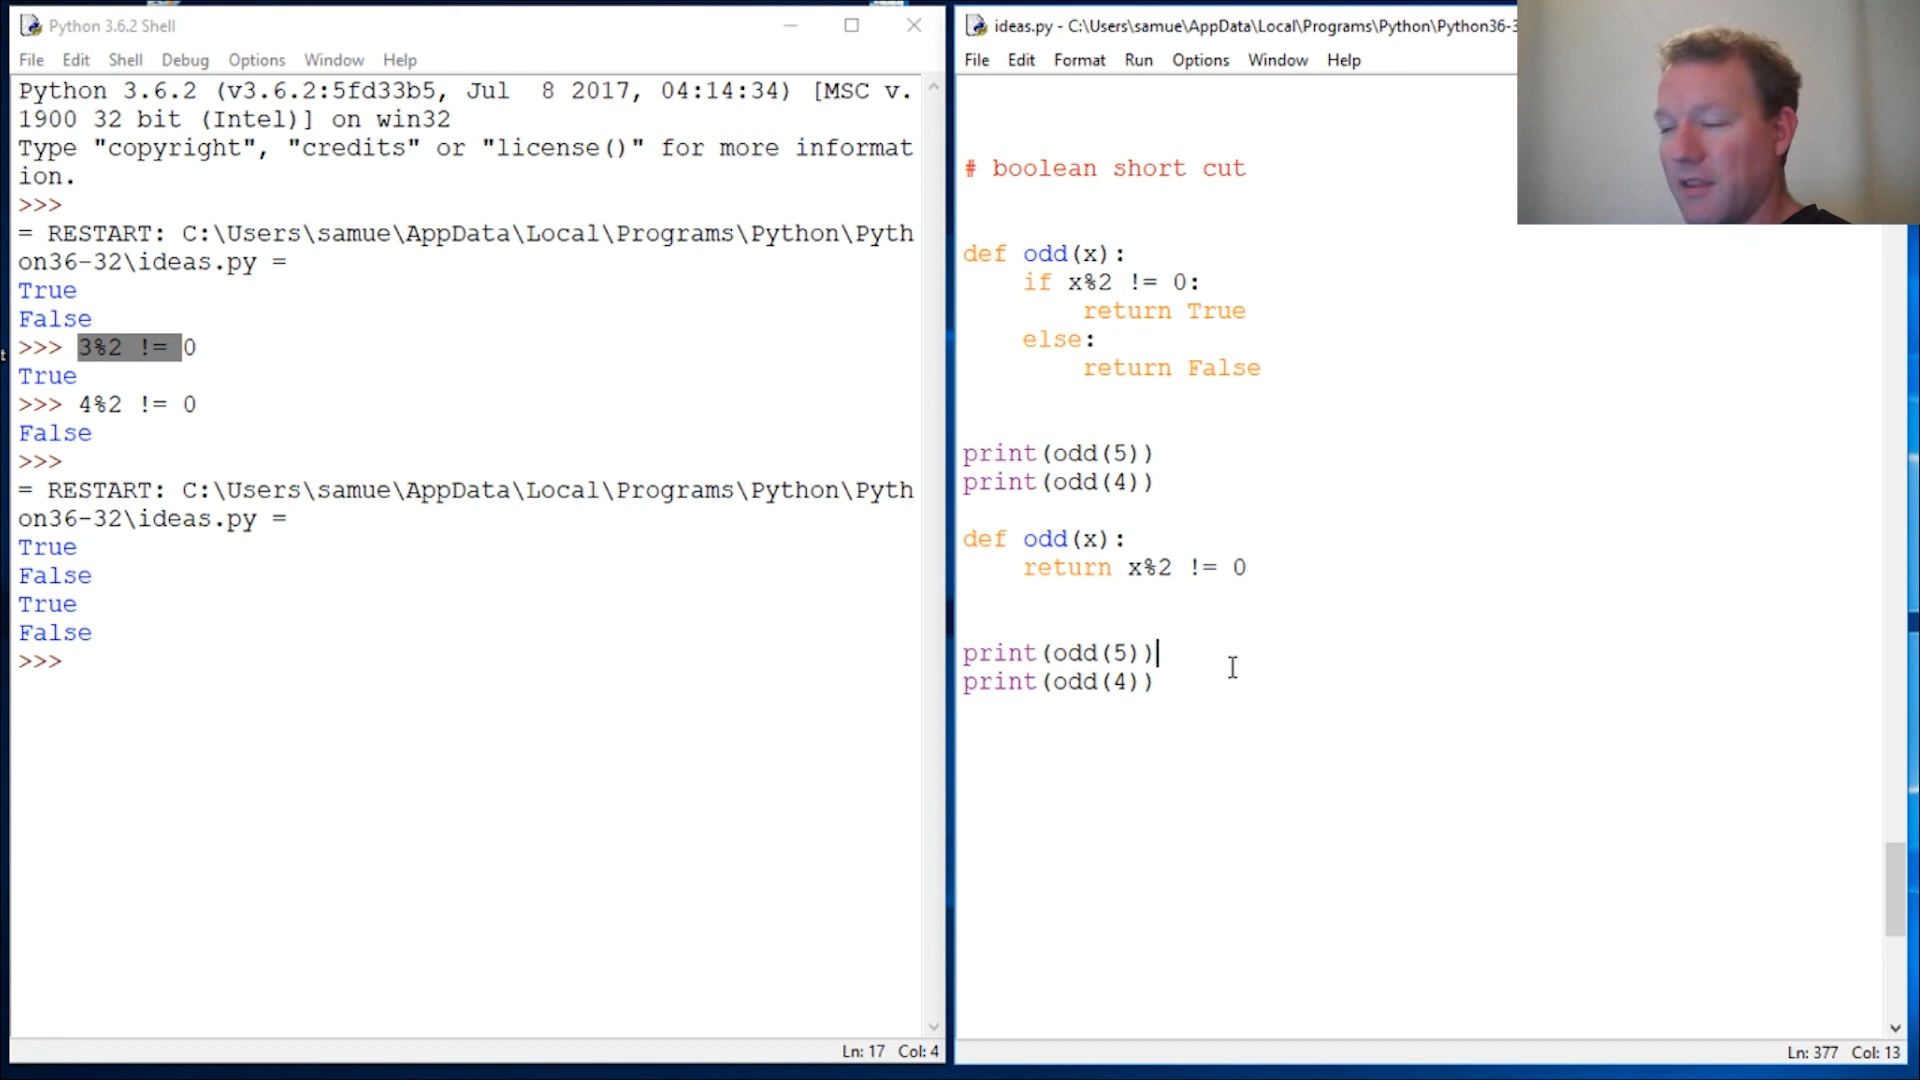 Python 3.6.2 Shell
File Edit Shell Debug Options Window Help
Python 3.6.2 (v3.6.2:5fd33b5, Jul  8 2017, 04:14:34) [MSC v.
1900 32 bit (Intel)] on win32
Type "copyright", "credits" or "license()" for more informat
ion.
>>>
= RESTART: C:\Users\samue\AppData\Local\Programs\Python\Pyth
on36-32\ideas.py =
True
False
>>> 3%2 != 0
True
>>> 4%2 != 0
False
>>>
= RESTART: C:\Users\samue\AppData\Local\Programs\Python\Pyth
on36-32\ideas.py =
True
False
True
False
>>>
Ln: 17 Col: 4
ideas.py - C:\Users\samue\AppData\Local\Programs\Python\Python36-3
File Edit Format Run Options Window Help
# boolean short cut
def odd(x):
    if x%2 != 0:
        return True
    else:
        return False
print(odd(5))
print(odd(4))
def odd(x):
    return x%2 != 0
print(odd(5))
print(odd(4))
Ln: 377 Col: 13